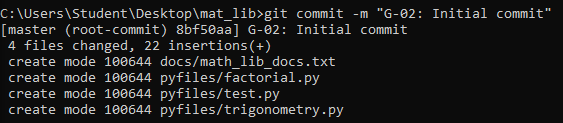 C:\Users\Student\Desktop\mat_lib>git commit -m "G-02: Initial commit"
[master (root-commit) 8bf50aa] G-02: Initial commit
 4 files changed, 22 insertions(+)
 create mode 100644 docs/math_lib_docs.txt
 create mode 100644 pyfiles/factorial.py
 create mode 100644 pyfiles/test.py
 create mode 100644 pyfiles/trigonometry.py